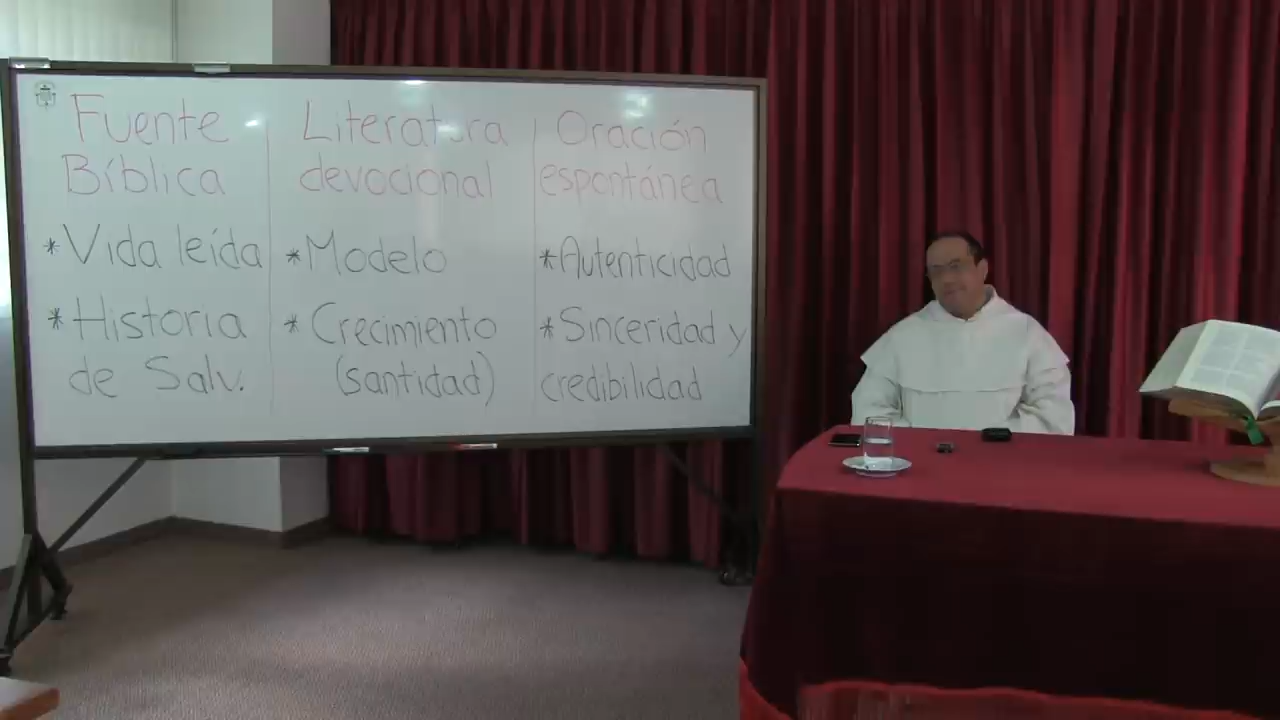 Fuente
Bíblica
*Vida leída
*Historia
de Salv.
Literatura
devocional
*Modelo
*Crecimiento
(santidad)
Oración
espontánea
*Autenticidad
*Sinceridad y
credibilidad